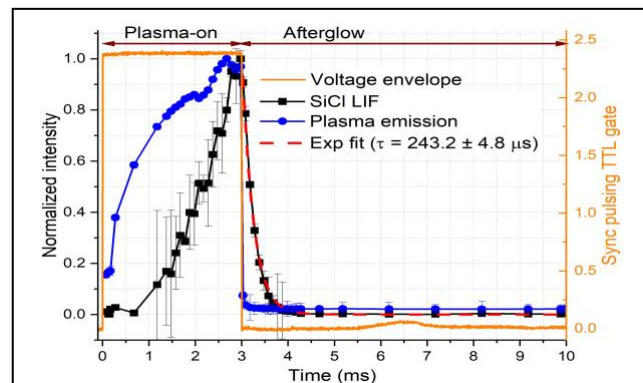 Plasma-on Afterglow
1.0
0.8
0.6
0.4
0.2
0.0
Normalized intensity
Voltage envelope
SiCl LIF
Plasma emission
Exp fit (τ = 243.2 ± 4.8 μs)
2.5
2.0
1.5
1.0
0.5
0.0
Sync pulsing TTL gate
0 1 2 3 4 5 6 7 8 9 10
Time (ms)